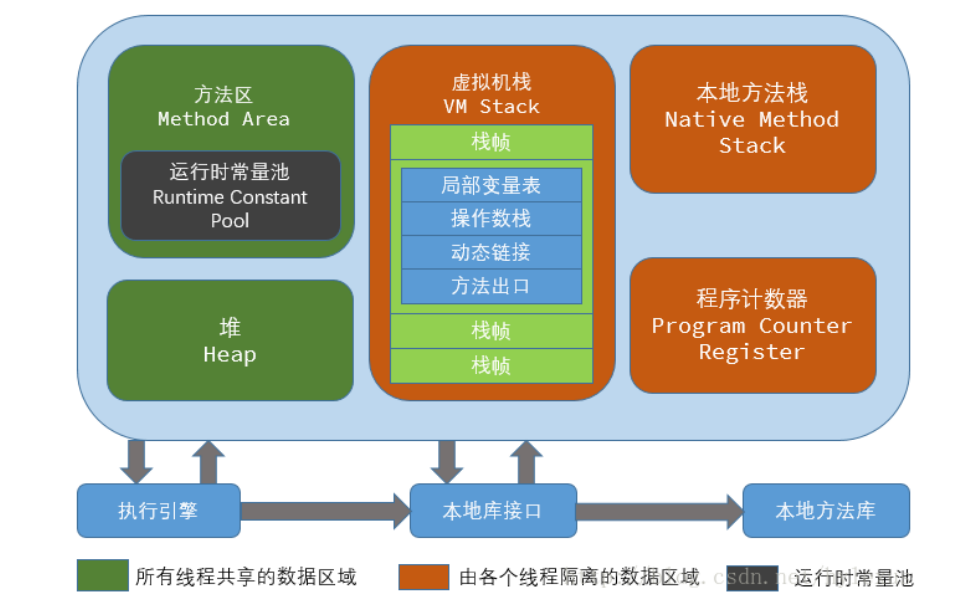 方法区
Method Area
运行时常量池
Runtime Constant
Pool
堆
Heap
虚拟机栈
VM Stack
栈帧
局部变量表
操作数栈
动态链接
方法出口
栈帧
栈帧
本地方法栈
Native Method
Stack
程序计数器
Program Counter
Register
执行引擎
本地库接口
本地方法库
所有线程共享的数据区域
由各个线程隔离的数据区域
运行时常量池
csdn.net